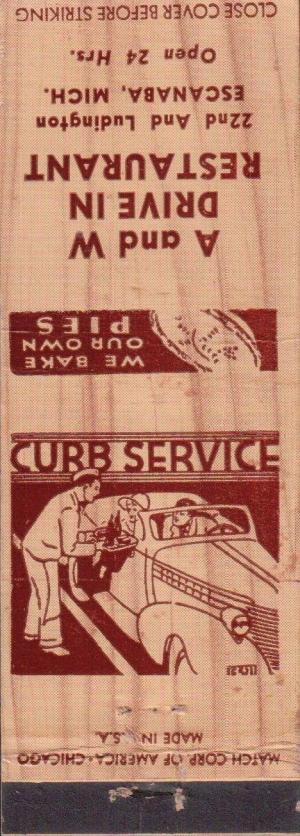 CLOSE COVER BEFORE STRIKING
A and W
DRIVE IN
RESTAURANT
22nd And Ludington
ESCANABA, MICH.
Open 24 Hrs.
WE BAKE
OUR OWN
PIES
CURB SERVICE
MADE IN U.S.A.
MATCH CORP. OF AMERICA • CHICAGO